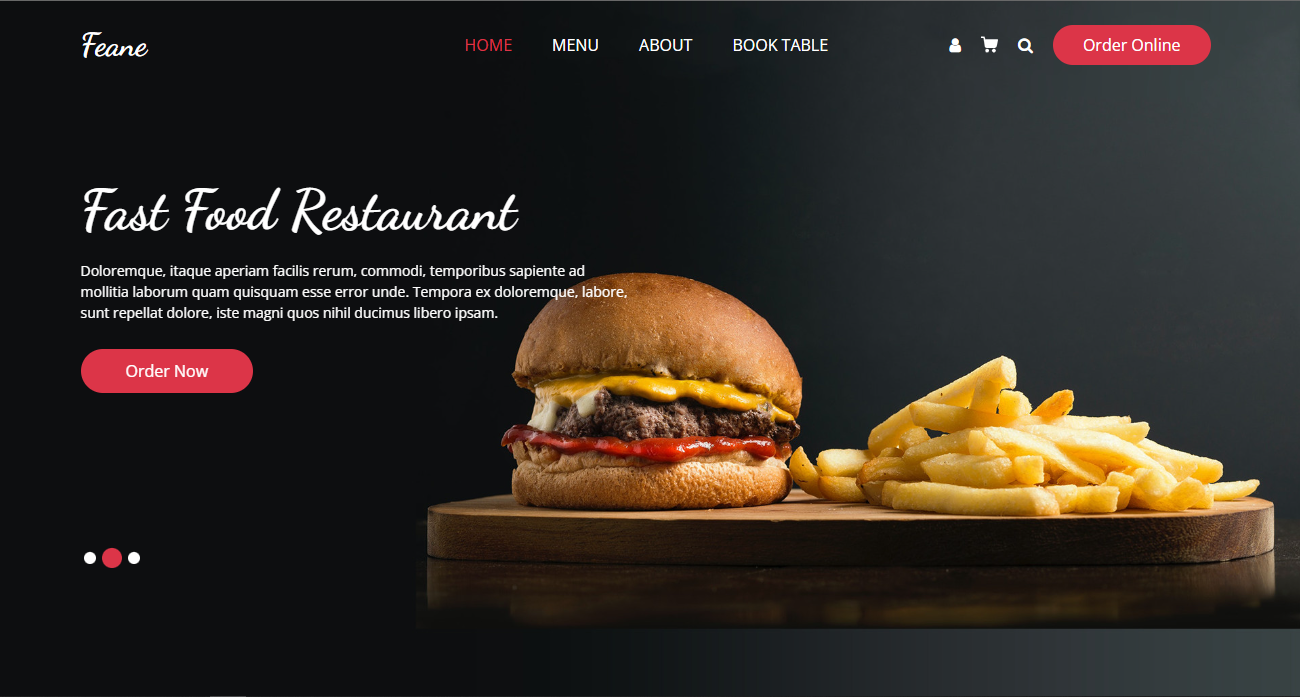 Feane
HOME MENU ABOUT BOOK TABLE Order Online
Fast Food Restaurant
Doloremque, itaque aperiam facilis rerum, commodi, temporibus sapiente ad
mollitia laborum quam quisquam esse error unde. Tempora ex doloremque, labore,
sunt repellat dolore, iste magni quos nihil ducimus libero ipsam.
Order Now